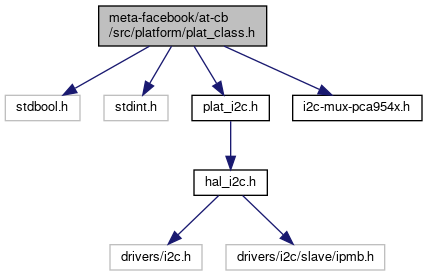 meta-facebook/at-cb
/src/platform/plat_class.h
stdbool.h
stdint.h
plat_i2c.h
i2c-mux-pca954x.h
hal_i2c.h
drivers/i2c.h
drivers/i2c/slave/ipmb.h